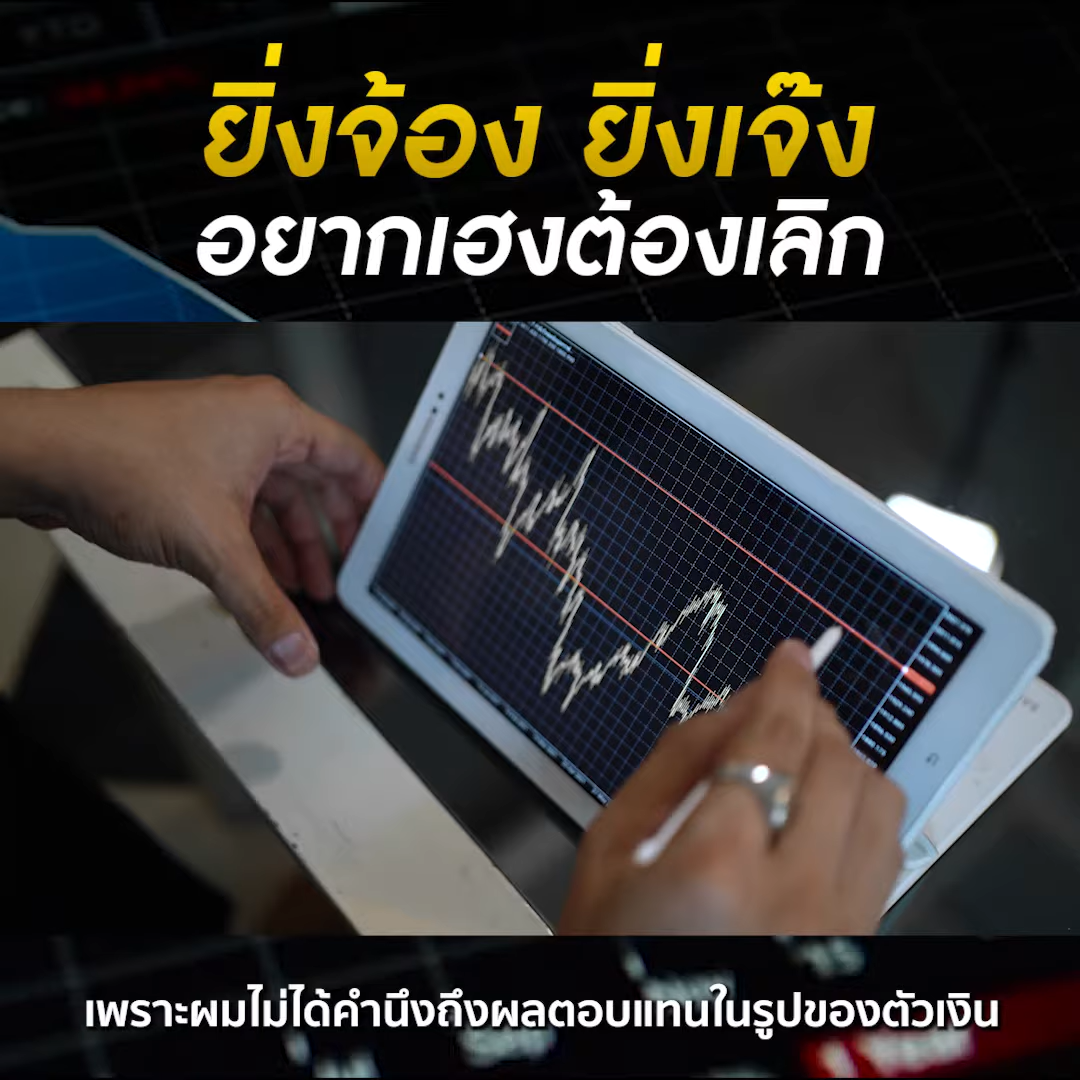 ยิ่งจ้อง ยิ่งเจ๊ง
อยากเฮงต้องเลิก
เพราะผมไม่ได้คำนึงถึงผลตอบแทนในรูปของตัวเงิน